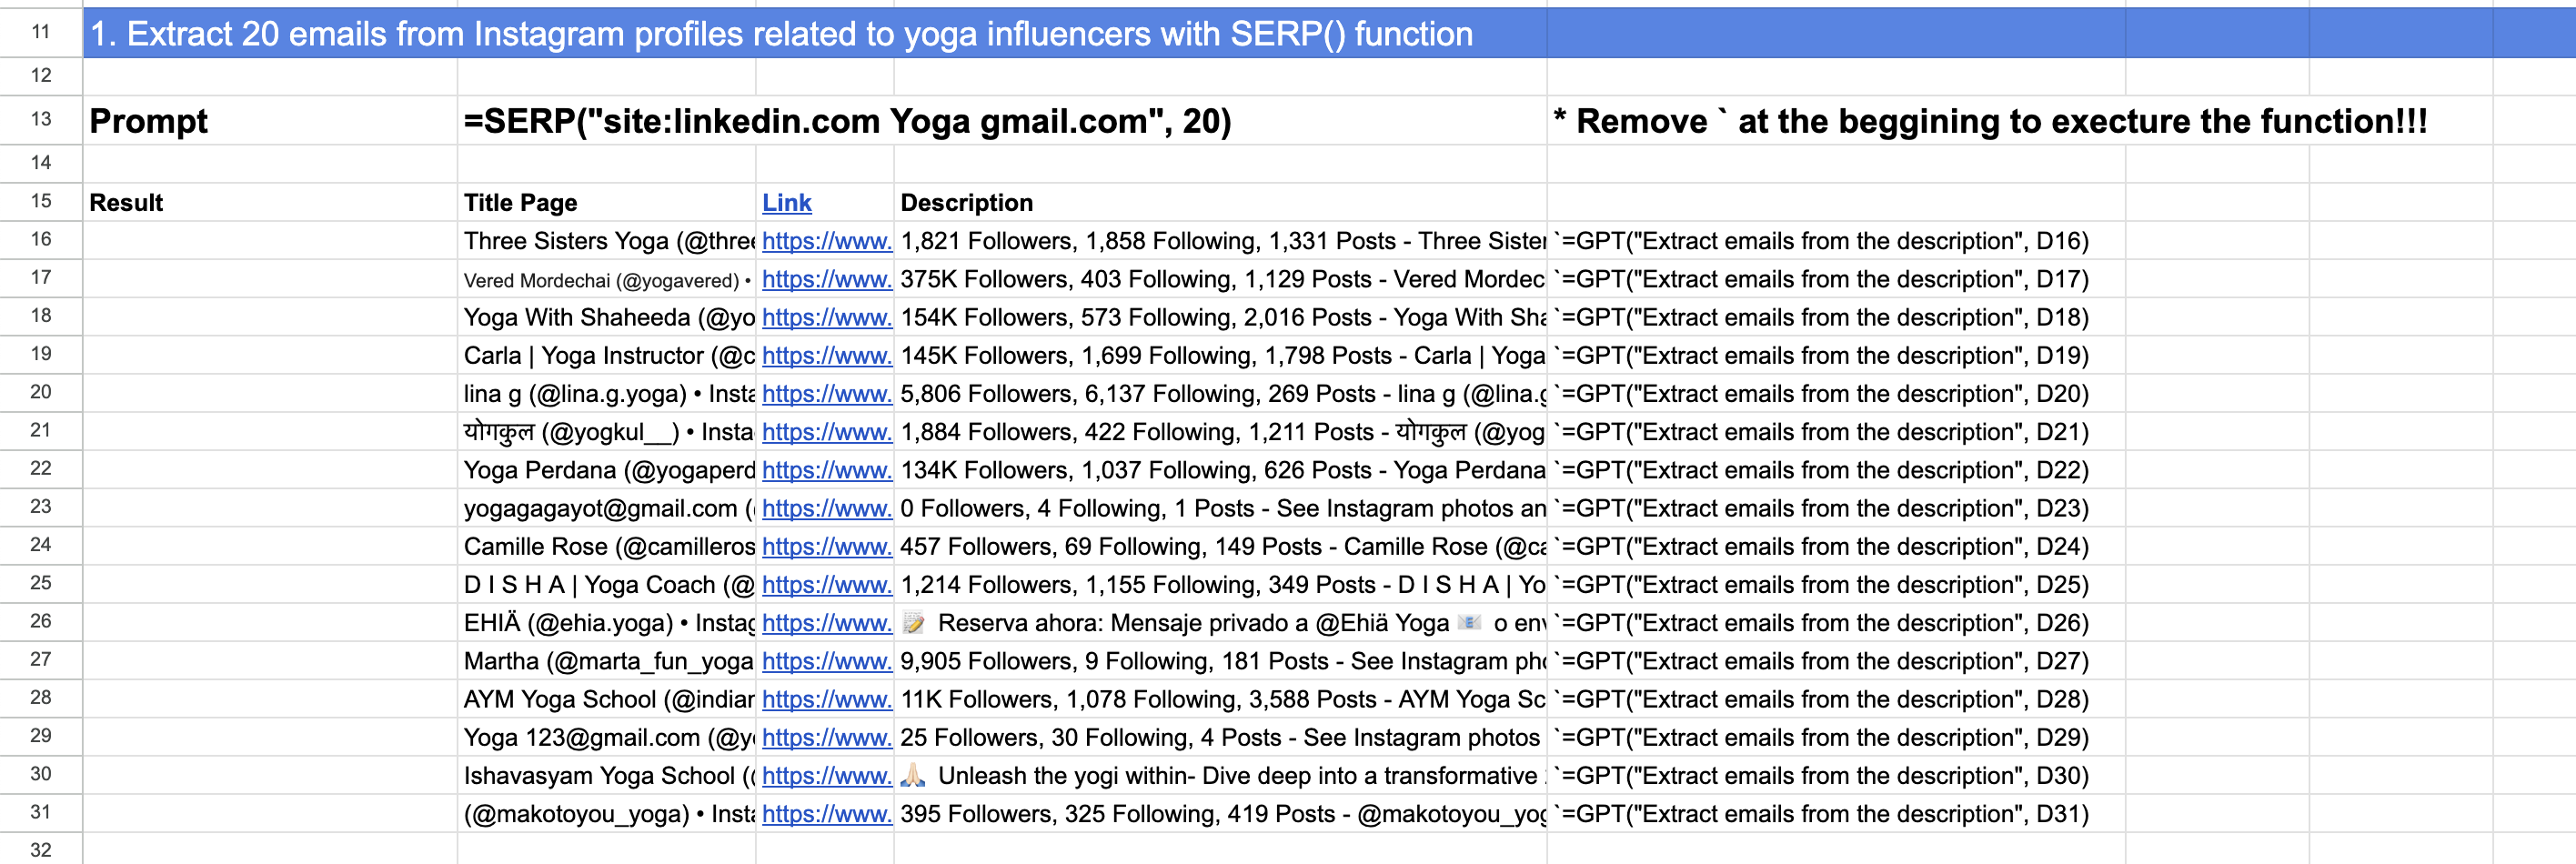 11 1. Extract 20 emails from Instagram profiles related to yoga influencers with SERP() function
12
13 Prompt =SERP("site:linkedin.com Yoga gmail.com", 20) * Remove ` at the beggining to execture the function!!!
14
15 Result Title Page Link Description
16 Three Sisters Yoga (@three https://www. 1,821 Followers, 1,858 Following, 1,331 Posts - Three Sister `=GPT("Extract emails from the description", D16)
17 Vered Mordechai (@yogavered) • https://www. 375K Followers, 403 Following, 1,129 Posts - Vered Mordec `=GPT("Extract emails from the description", D17)
18 Yoga With Shaheeda (@yo https://www. 154K Followers, 573 Following, 2,016 Posts - Yoga With Sha `=GPT("Extract emails from the description", D18)
19 Carla | Yoga Instructor (@c https://www. 145K Followers, 1,699 Following, 1,798 Posts - Carla | Yoga `=GPT("Extract emails from the description", D19)
20 lina g (@lina.g.yoga) • Insta https://www. 5,806 Followers, 6,137 Following, 269 Posts - lina g (@lina.g `=GPT("Extract emails from the description", D20)
21 योगकुल (@yogkul__) • Insta https://www. 1,884 Followers, 422 Following, 1,211 Posts - योगकुल (@yog `=GPT("Extract emails from the description", D21)
22 Yoga Perdana (@yogaperd https://www. 134K Followers, 1,037 Following, 626 Posts - Yoga Perdana `=GPT("Extract emails from the description", D22)
23 yogagagayot@gmail.com ( https://www. 0 Followers, 4 Following, 1 Posts - See Instagram photos an `=GPT("Extract emails from the description", D23)
24 Camille Rose (@camilleros https://www. 457 Followers, 69 Following, 149 Posts - Camille Rose (@ca `=GPT("Extract emails from the description", D24)
25 D I S H A | Yoga Coach (@ https://www. 1,214 Followers, 1,155 Following, 349 Posts - D I S H A | Yo `=GPT("Extract emails from the description", D25)
26 EHIÄ (@ehia.yoga) • Instag https://www. 📝 Reserva ahora: Mensaje privado a @Ehiä Yoga 📧 o env `=GPT("Extract emails from the description", D26)
27 Martha (@marta_fun_yoga https://www. 9,905 Followers, 9 Following, 181 Posts - See Instagram pho `=GPT("Extract emails from the description", D27)
28 AYM Yoga School (@indian https://www. 11K Followers, 1,078 Following, 3,588 Posts - AYM Yoga Sc `=GPT("Extract emails from the description", D28)
29 Yoga 123@gmail.com (@yo https://www. 25 Followers, 30 Following, 4 Posts - See Instagram photos `=GPT("Extract emails from the description", D29)
30 Ishavasyam Yoga School (@ https://www. 🙏🏻 Unleash the yogi within- Dive deep into a transformative `=GPT("Extract emails from the description", D30)
31 (@makotoyou_yoga) • Insta https://www. 395 Followers, 325 Following, 419 Posts - @makotoyou_yog `=GPT("Extract emails from the description", D31)
32